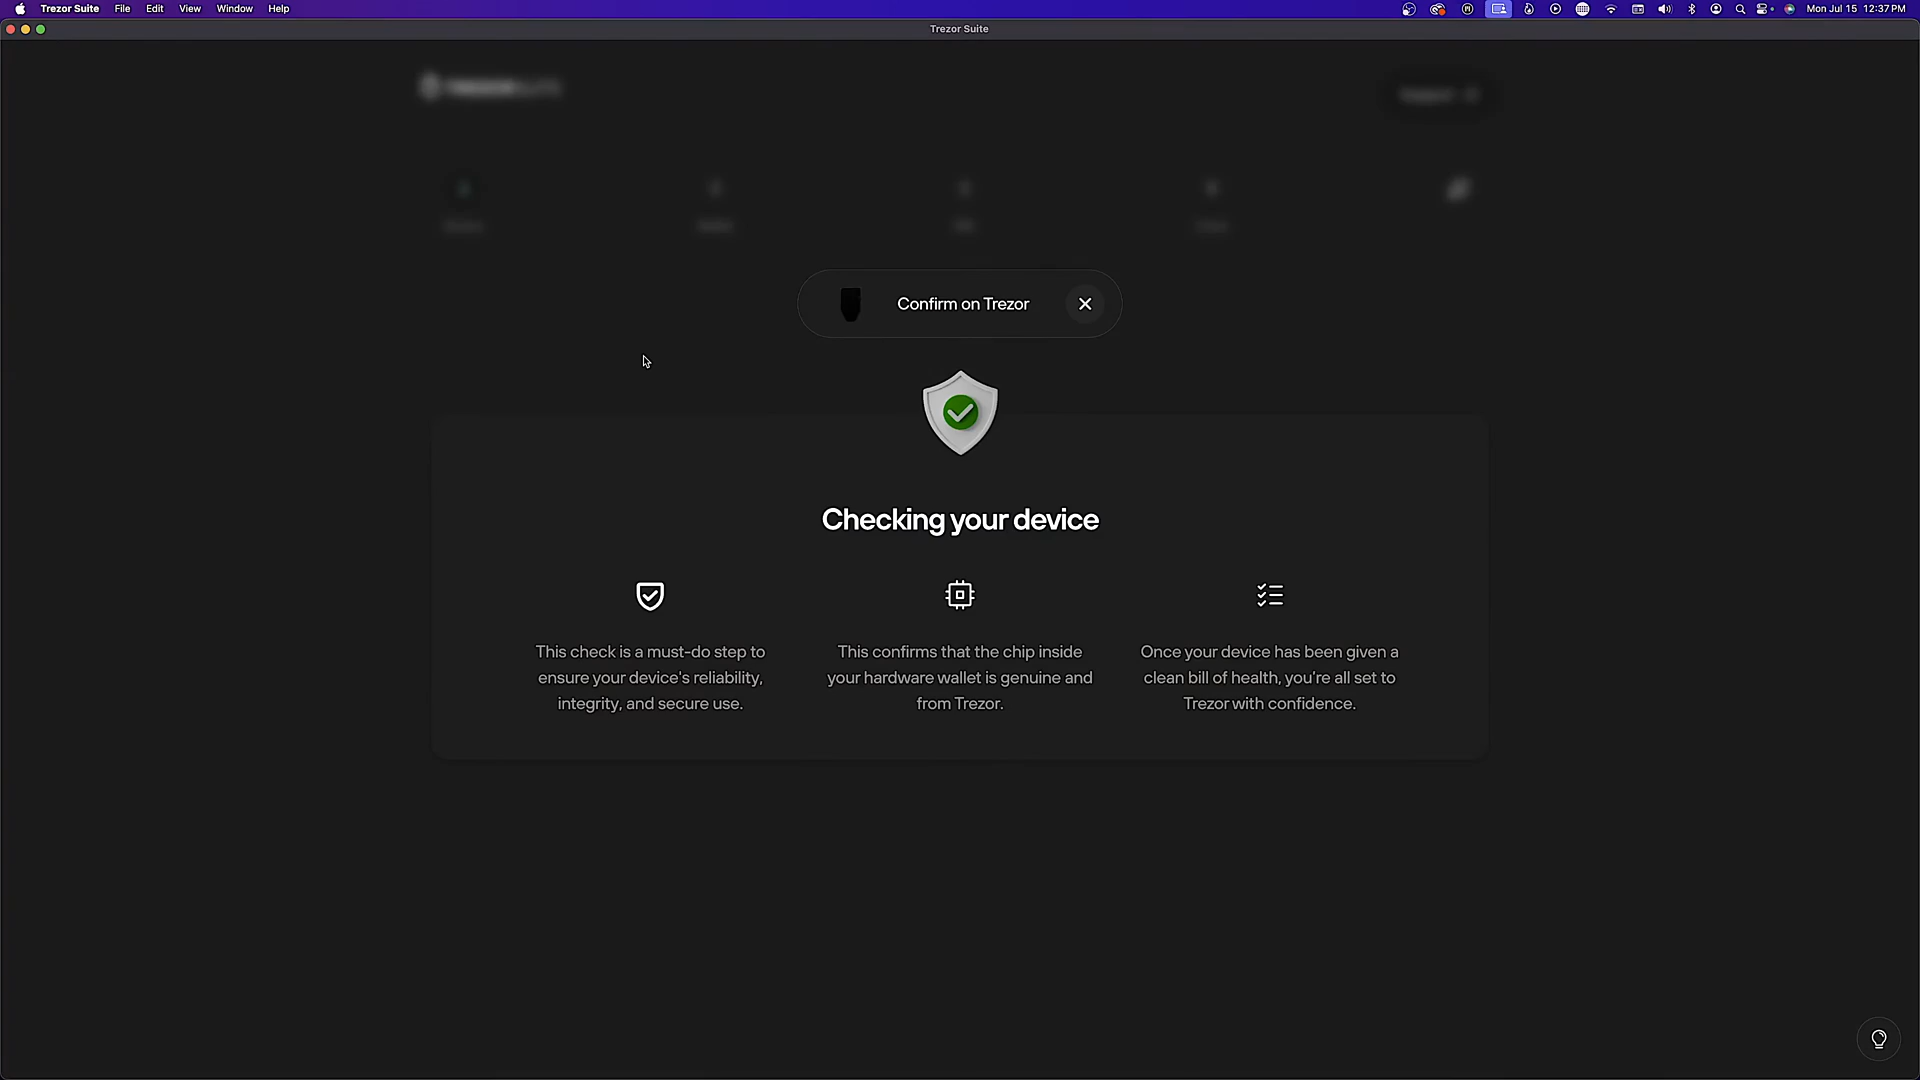 Trezor Suite File Edit View Window Help Mon Jul 15 12:37 PM
Trezor Suite
Support
Confirm on Trezor
Checking your device
This check is a must-do step to
ensure your device's reliability,
integrity, and secure use.
This confirms that the chip inside
your hardware wallet is genuine and
from Trezor.
Once your device has been given a
clean bill of health, you're all set to
Trezor with confidence.